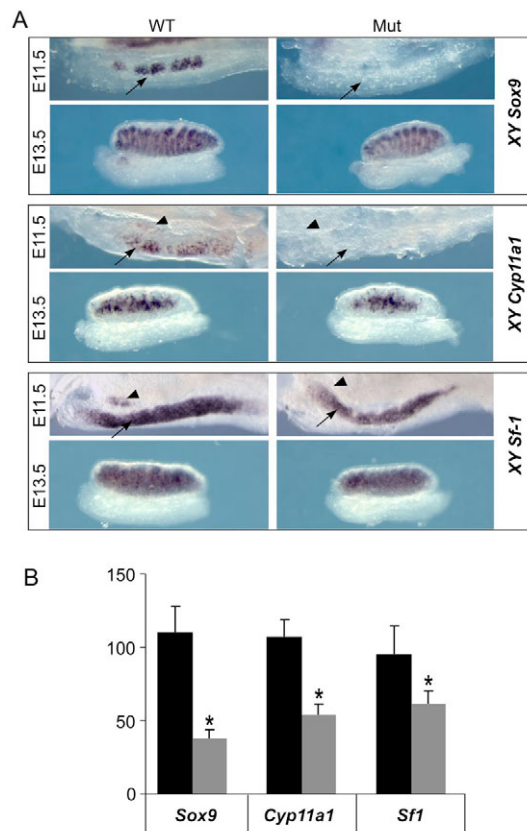 A
WT Mut
E11.5
E13.5
XY Sox9
E11.5
E13.5
XY Cyp11a1
E11.5
E13.5
XY Sf-1
B
150
100
50
0
* * *
Sox9 Cyp11a1 Sf1